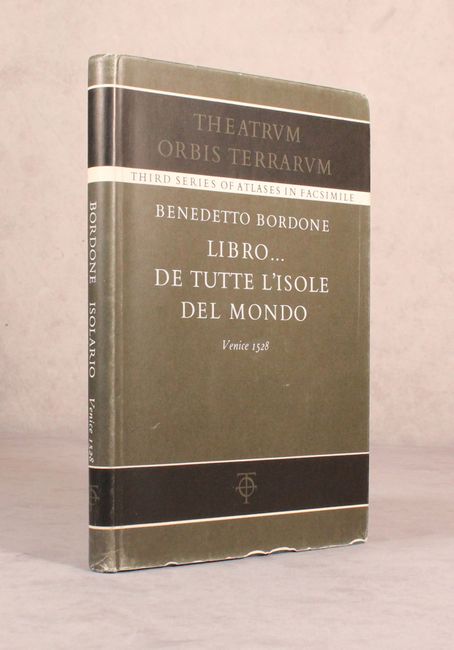 THEATRVM
ORBIS TERRARVM
THIRD SERIES OF ATLASES IN FACSIMILE
BENEDETTO BORDONE
LIBRO...
DE TUTTE L'ISOLE
DEL MONDO
Venice 1528
BORDONE ISOLARIO Venice 1528